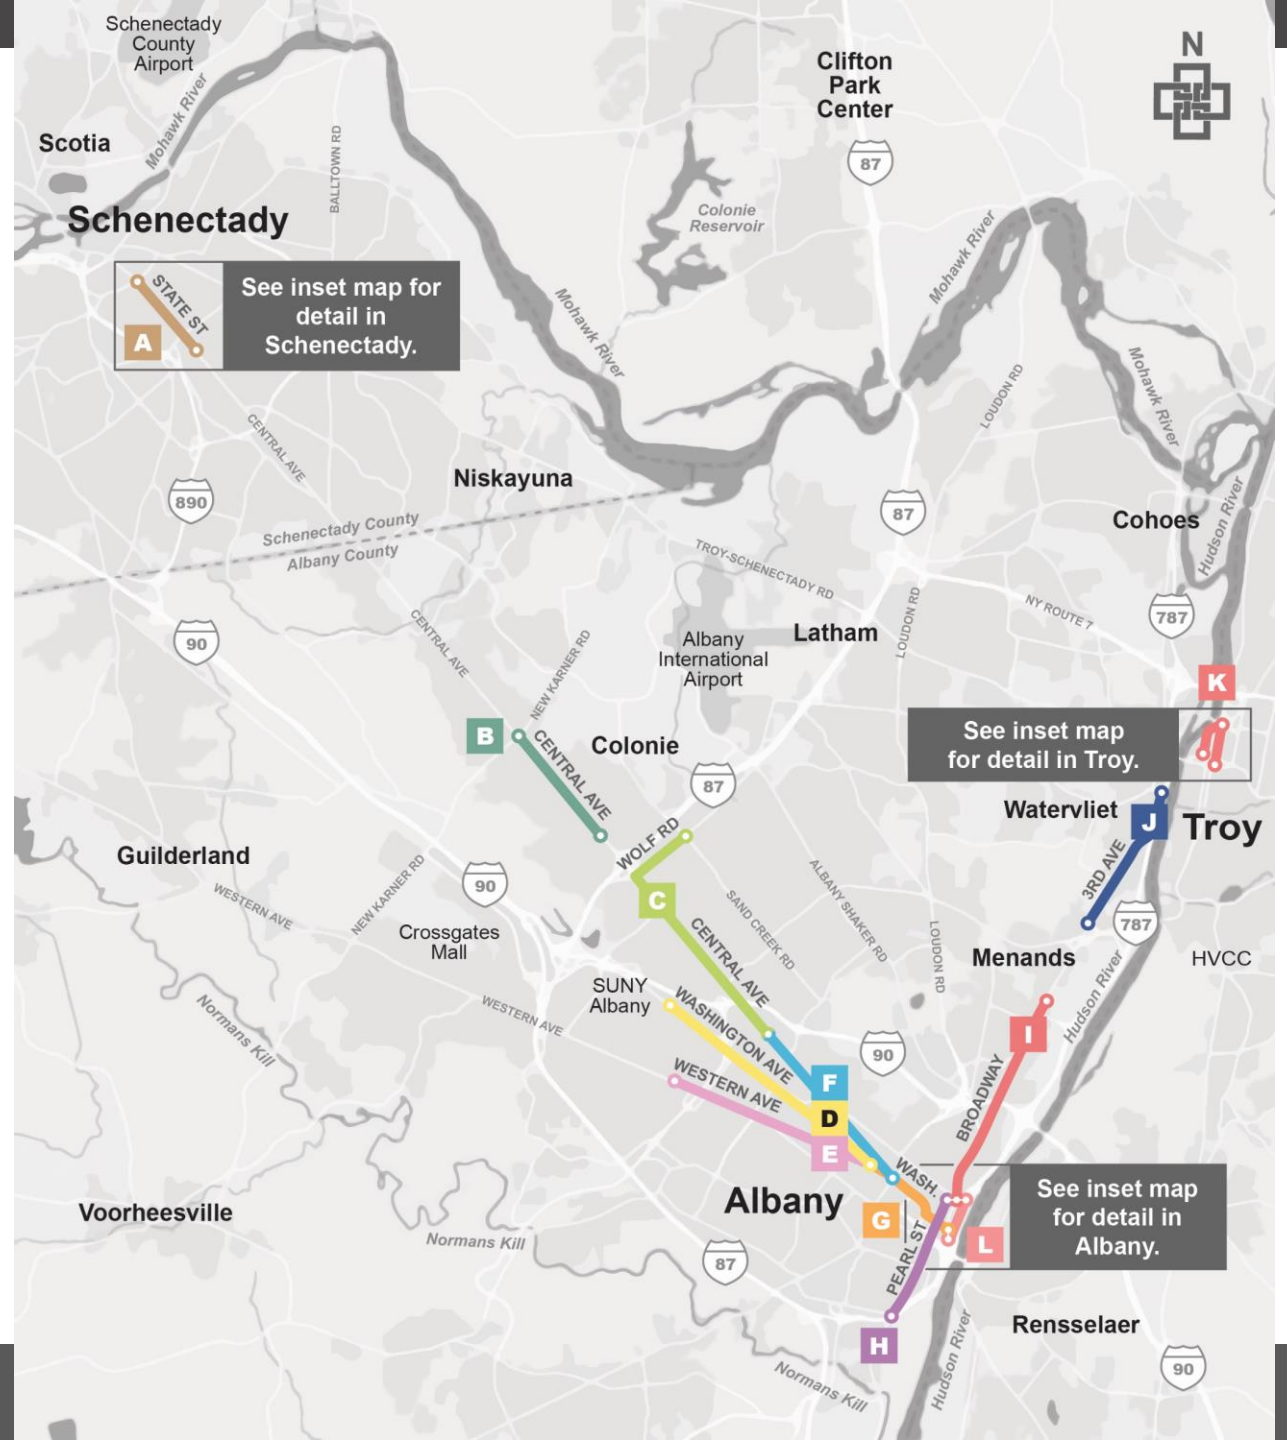 Schenectady
County
Airport
N
Clifton
Park
Center
Mohawk River
Scotia
BALLTOWN RD
87
Schenectady
Colonie
Reservoir
Mohawk River
STATE ST
A
See inset map for
detail in
Schenectady.
Mohawk River
Mohawk River
LOUDON RD
CENTRAL AVE
Niskayuna
890
87
Cohoes
Hudson River
Schenectady County
Albany County
TROY-SCHENECTADY RD
NY ROUTE 7
787
90
CENTRAL AVE
NEW KARNER RD
Albany
International
Airport
Latham
LOUDON RD
K
B
CENTRAL AVE
Colonie
See inset map
for detail in Troy.
87
Watervliet
J
Troy
WOLF RD
Guilderland
3RD AVE
90
NEW KARNER RD
WESTERN AVE
C
SAND CREEK RD
ALBANY SHAKER RD
787
Crossgates
Mall
CENTRAL AVE
LOUDON RD
Menands
HVCC
SUNY
Albany
WASHINGTON AVE
Hudson River
Normans Kill
WESTERN AVE
I
90
WESTERN AVE
F
D
E
BROADWAY
WASH.
Albany
G
See inset map
for detail in
Albany.
Voorheesville
Normans Kill
L
87
PEARL ST
H
Rensselaer
Hudson River
90
Normans Kill